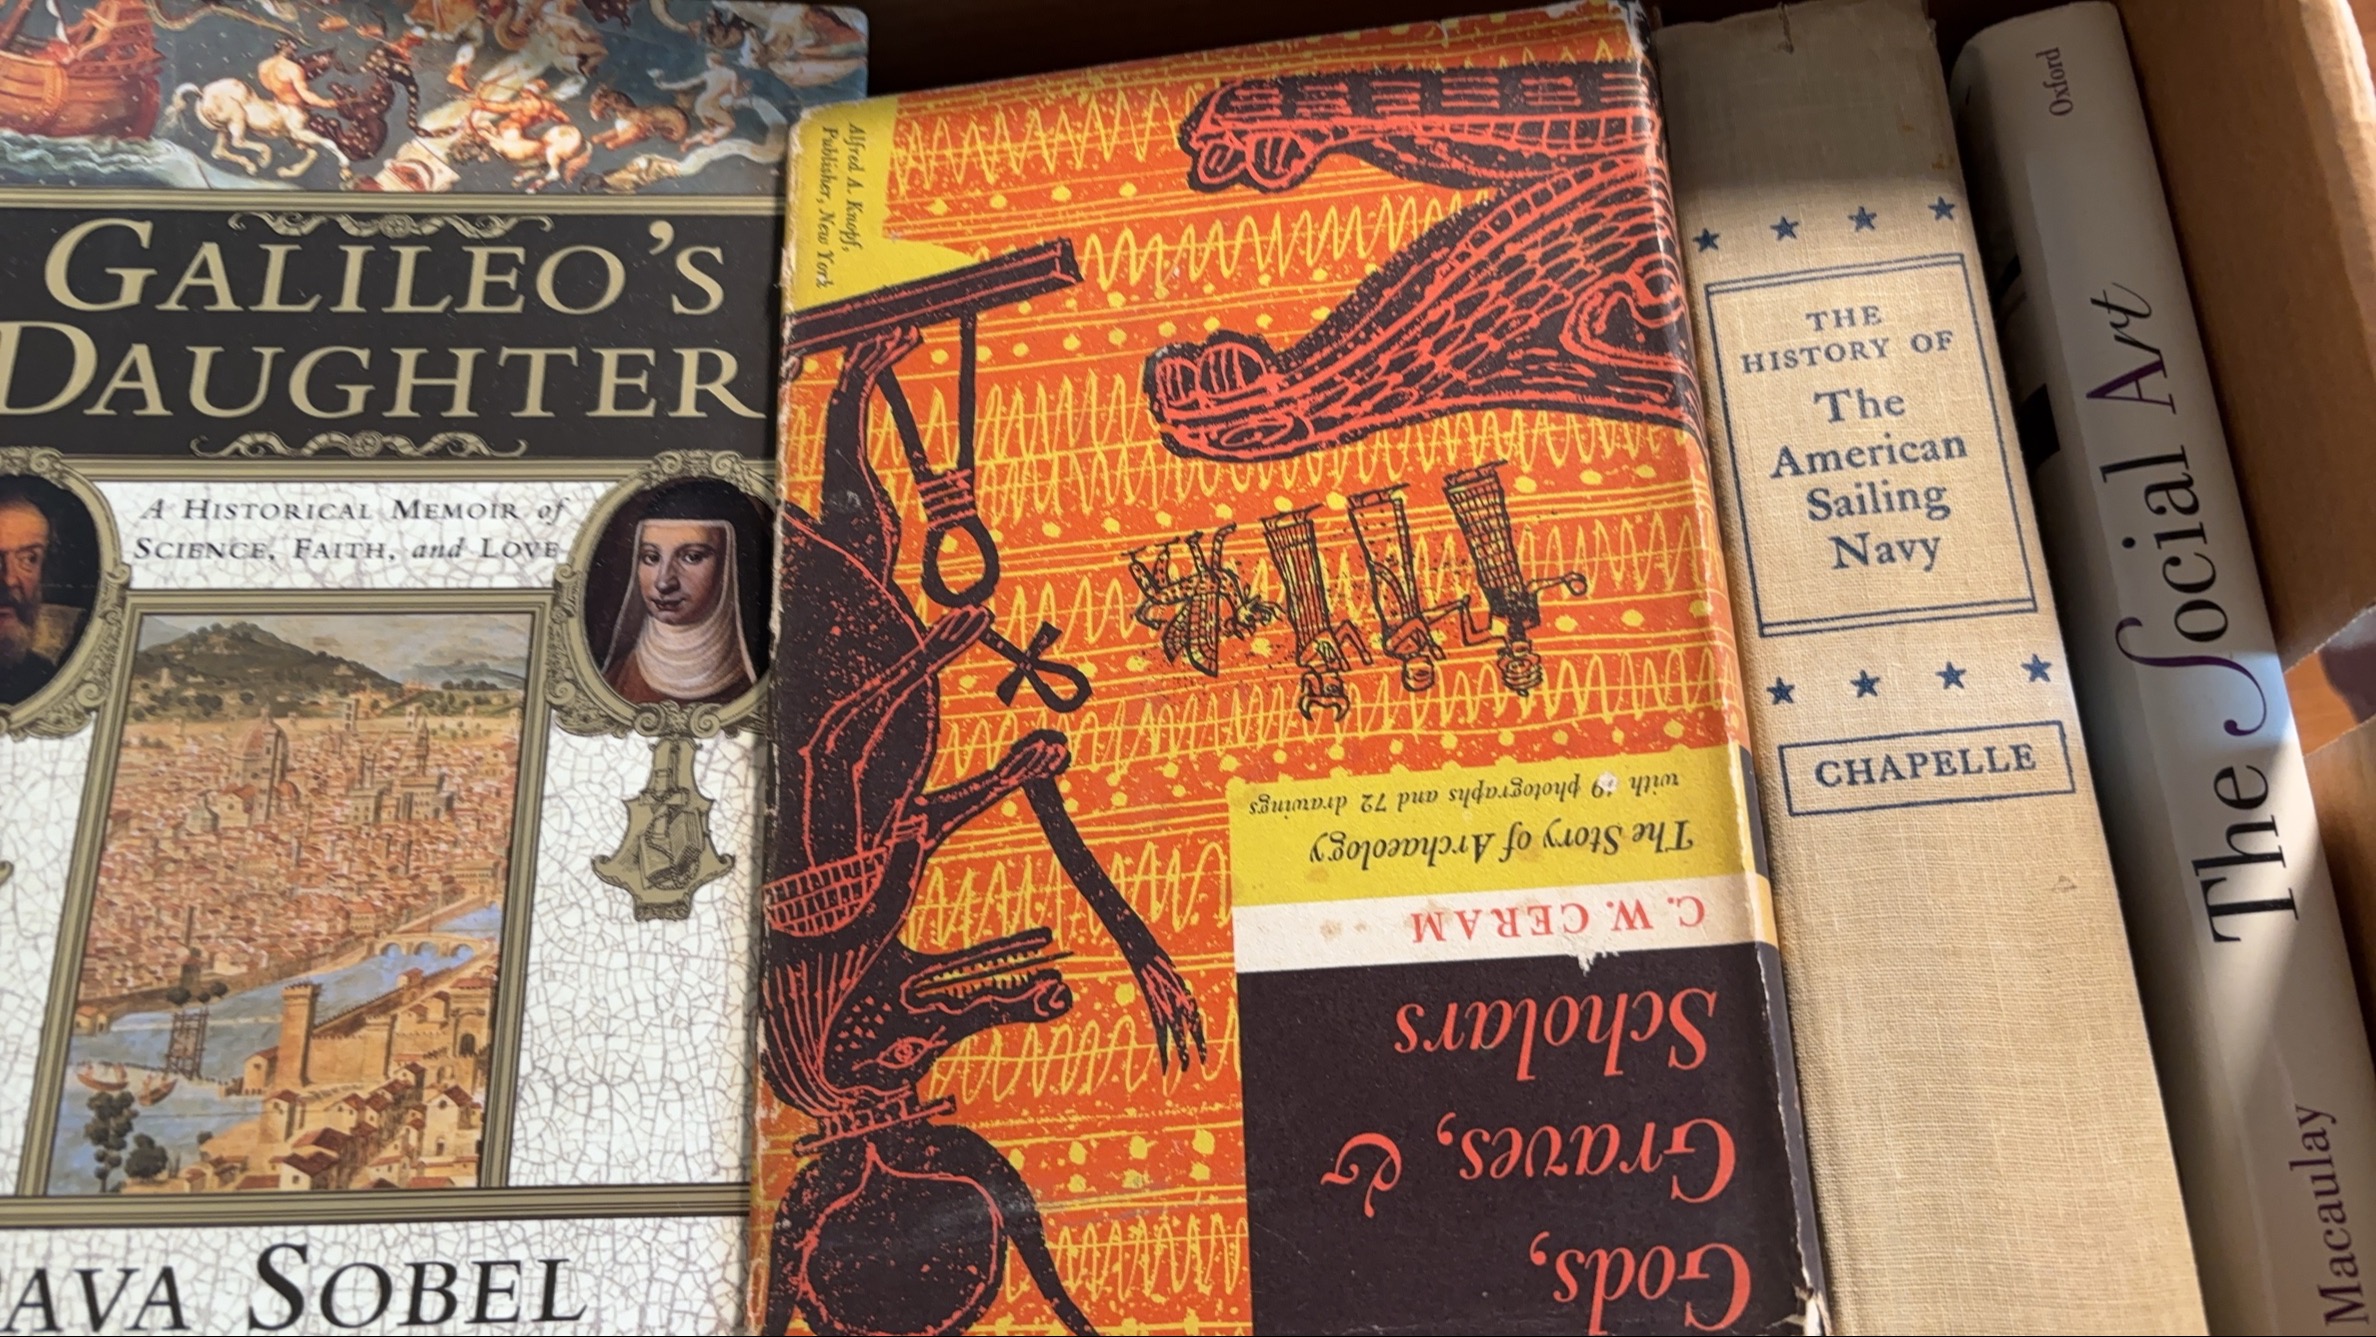 GALILEO'S
DAUGHTER
A HISTORICAL MEMOIR of
SCIENCE, FAITH, and LOVE
AVA SOBEL
Alfred A. Knopf,
Publisher, New York
Gods,
Graves, &
Scholars
C. W. CERAM
The Story of Archaeology
with photographs and 72 drawings
THE
HISTORY OF
The
American
Sailing
Navy
CHAPELLE
Macaulay
The Social Art
Oxford